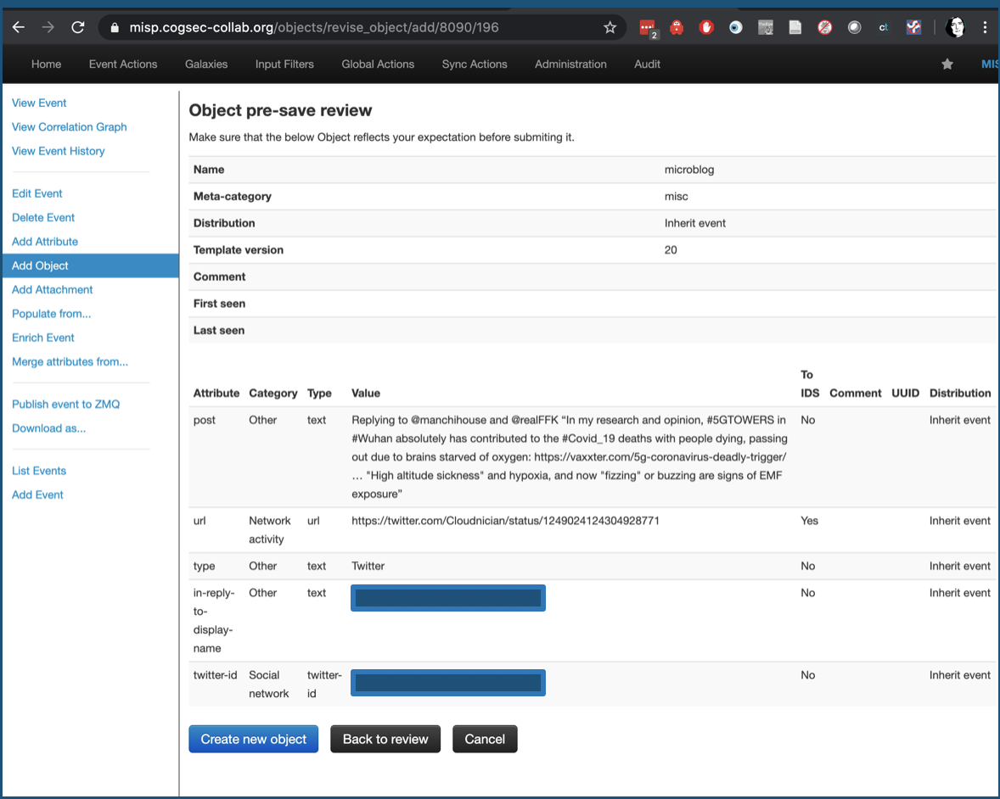 misp.cogsec-collab.org/objects/revise_object/add/8090/196
2
ct
Home Event Actions Galaxies Input Filters Global Actions Sync Actions Administration Audit MIS
View Event
View Correlation Graph
View Event History
Edit Event
Delete Event
Add Attribute
Add Object
Add Attachment
Populate from...
Enrich Event
Merge attributes from...
Publish event to ZMQ
Download as...
List Events
Add Event
Object pre-save review
Make sure that the below Object reflects your expectation before submiting it.
Name microblog
Meta-category misc
Distribution Inherit event
Template version 20
Comment
First seen
Last seen
To
Attribute Category Type Value IDS Comment UUID Distribution
post Other text Replying to @manchihouse and @realFFK “In my research and opinion, #5GTOWERS in No Inherit event
#Wuhan absolutely has contributed to the #Covid_19 deaths with people dying, passing
out due to brains starved of oxygen: https://vaxxter.com/5g-coronavirus-deadly-trigger/
… "High altitude sickness" and hypoxia, and now "fizzing" or buzzing are signs of EMF
exposure”
url Network url https://twitter.com/Cloudnician/status/1249024124304928771 Yes Inherit event
activity
type Other text Twitter No Inherit event
in-reply- Other text No Inherit event
to-
display-
name
twitter-id Social twitter- No Inherit event
network id
Create new object Back to review Cancel